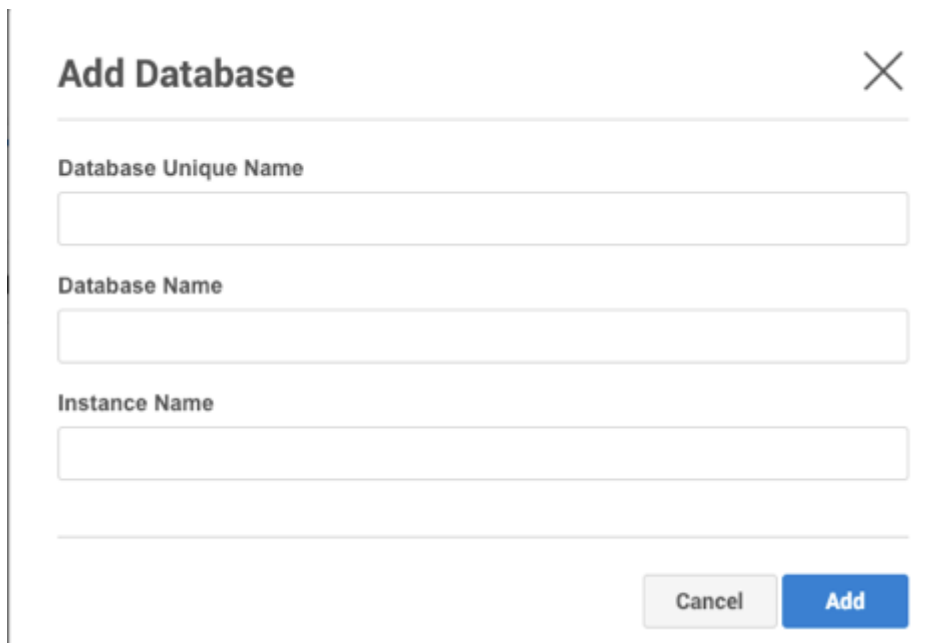 Add Database
Database Unique Name
Database Name
Instance Name
Cancel
Add